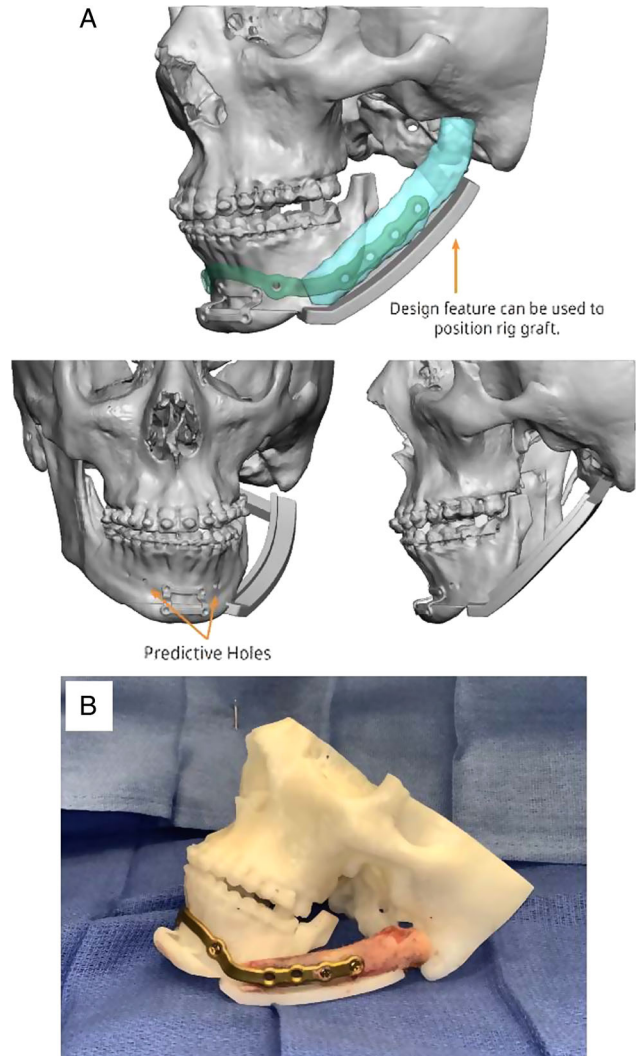 A
Design feature can be used to
position rig graft.
Predictive Holes
B